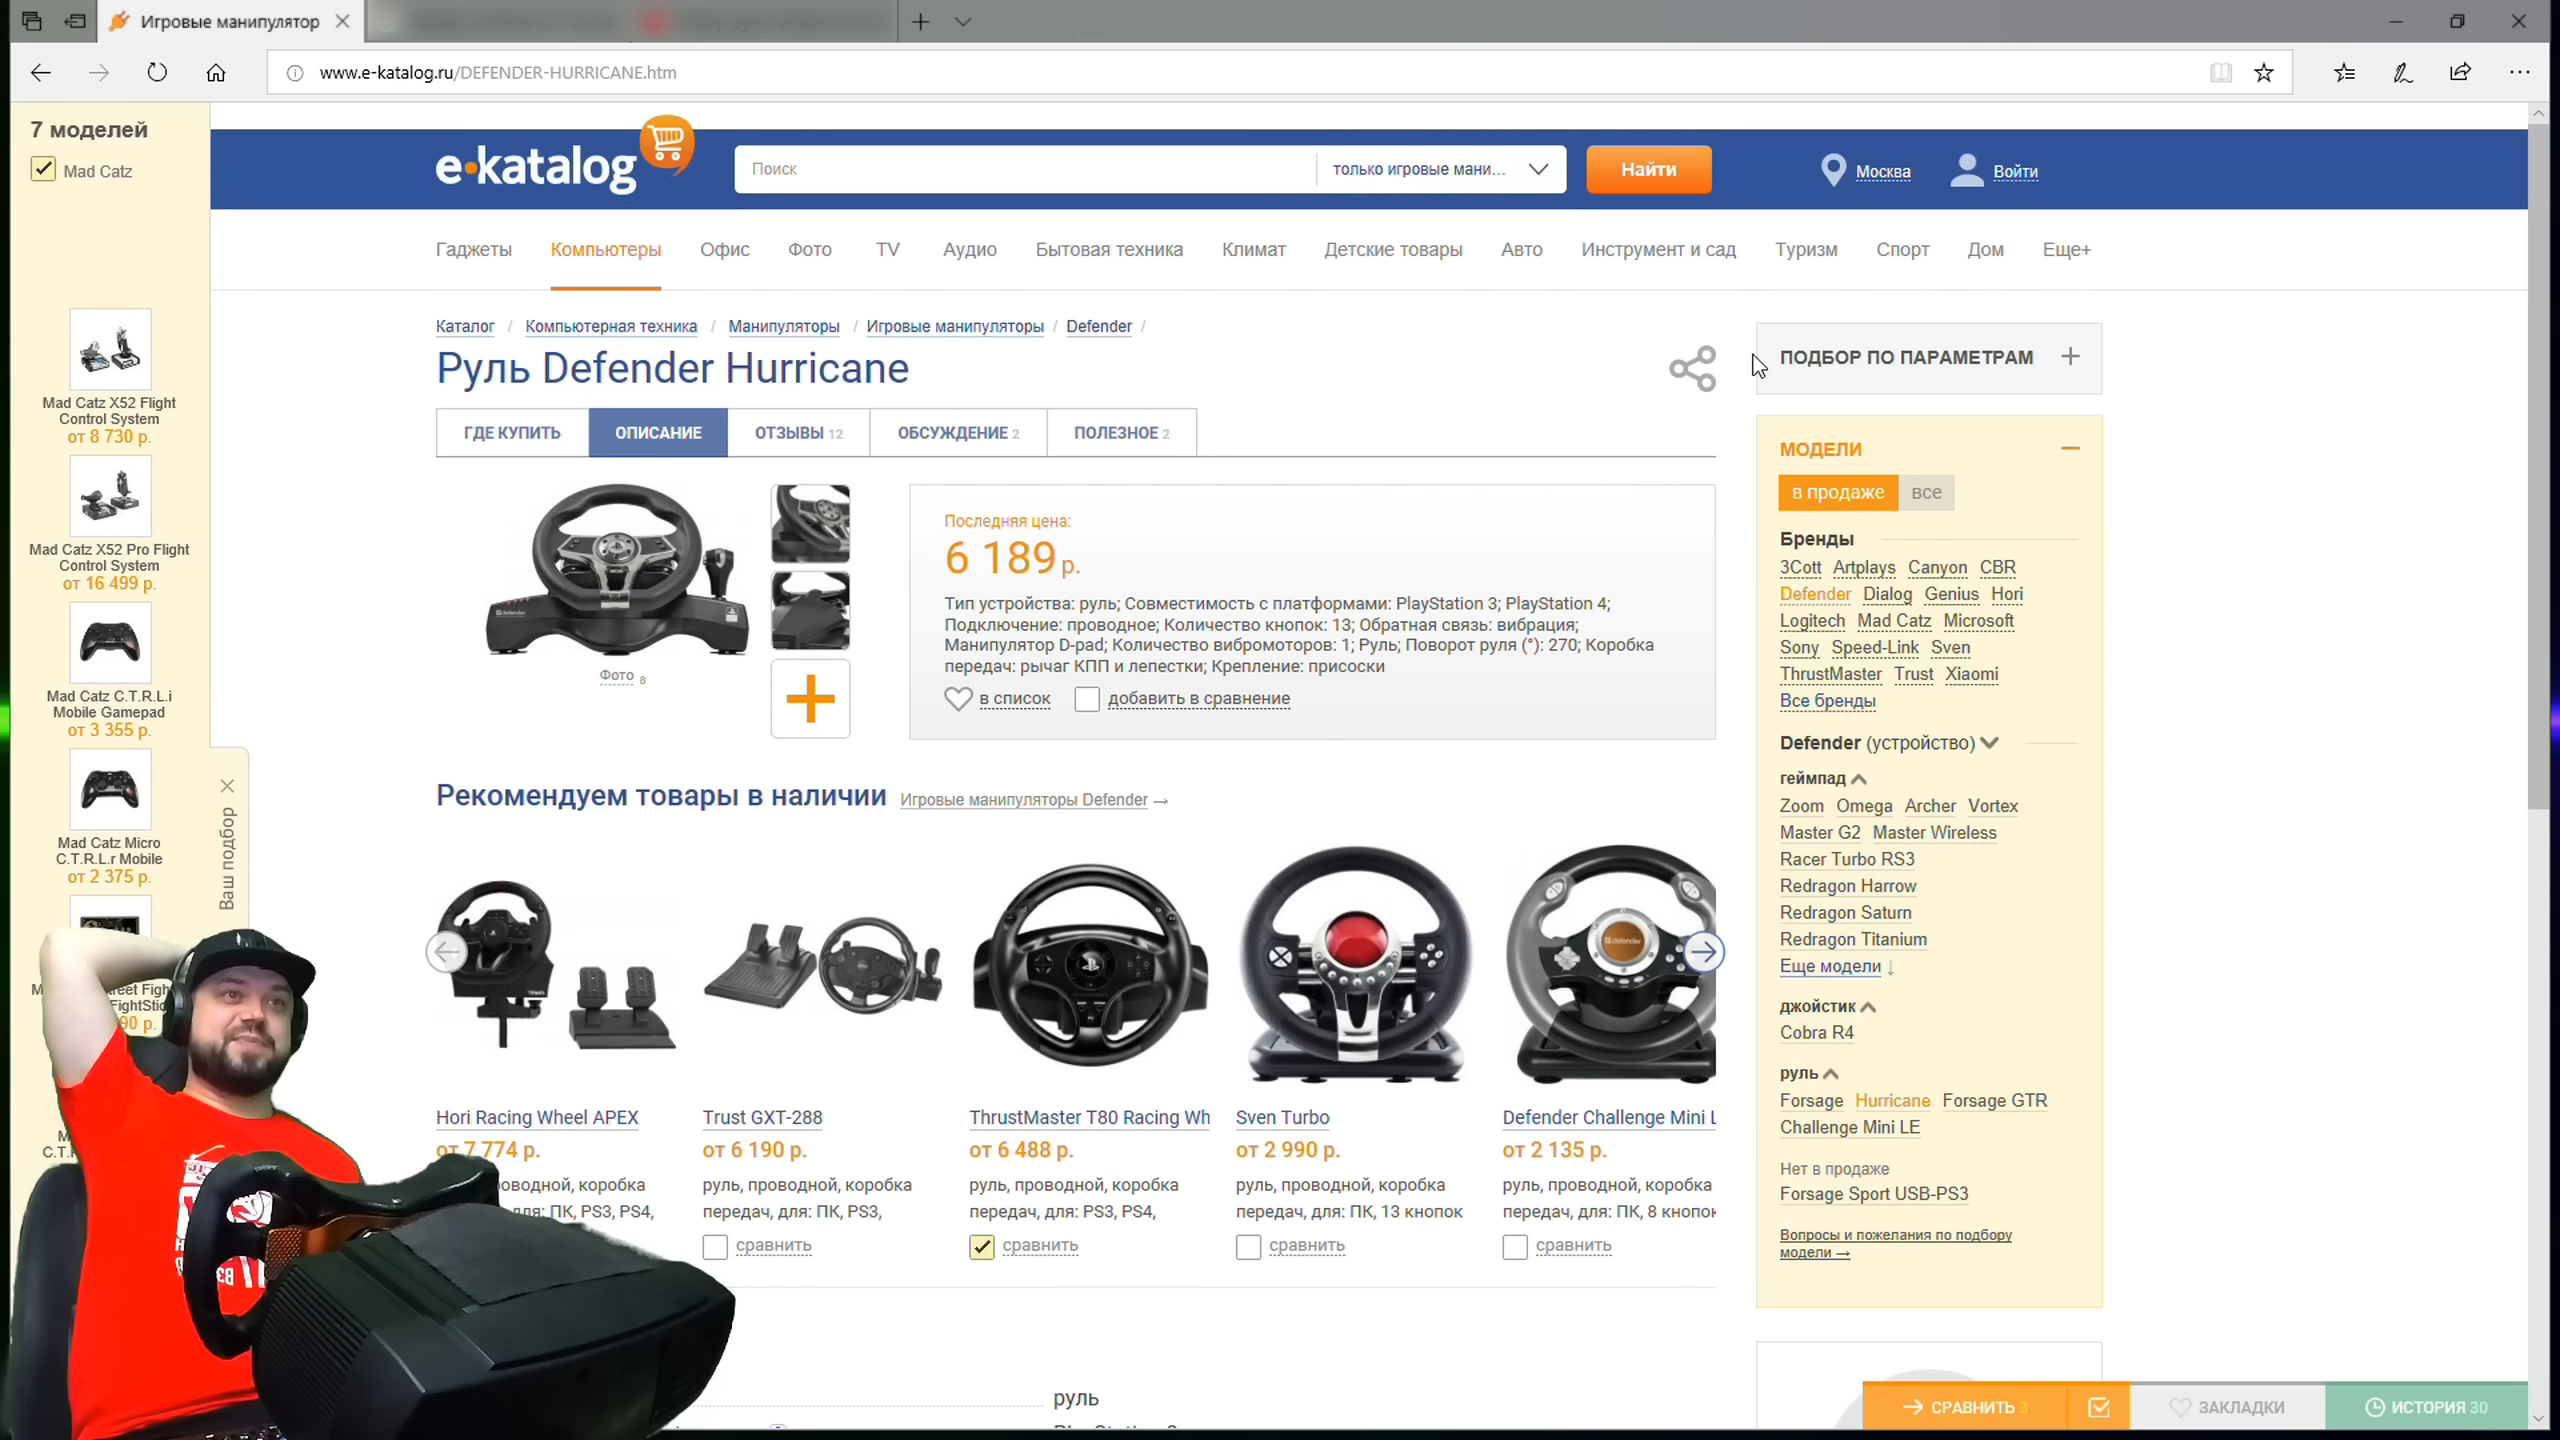 Игровые манипулятор
www.e-katalog.ru/DEFENDER-HURRICANE.htm
7 моделей
Mad Catz
Mad Catz X52 Flight
Control System
от 8 730 р.
Mad Catz X52 Pro Flight
Control System
от 16 499 р.
Mad Catz C.T.R.L.i
Mobile Gamepad
от 3 355 р.
Mad Catz Micro
C.T.R.L.r Mobile
от 2 375 р.
Ваш подбор
e·katalog
Поиск
только игровые мани...
Найти
Москва
Войти
Гаджеты Компьютеры Офис Фото TV Аудио Бытовая техника Климат Детские товары Авто Инструмент и сад Туризм Спорт Дом Еще+
Каталог / Компьютерная техника / Манипуляторы / Игровые манипуляторы / Defender /
Руль Defender Hurricane
ГДЕ КУПИТЬ ОПИСАНИЕ ОТЗЫВЫ 12 ОБСУЖДЕНИЕ 2 ПОЛЕЗНОЕ 2
Фото 8
Последняя цена:
6 189 р.
Тип устройства: руль; Совместимость с платформами: PlayStation 3; PlayStation 4;
Подключение: проводное; Количество кнопок: 13; Обратная связь: вибрация;
Манипулятор D-pad; Количество вибромоторов: 1; Руль; Поворот руля (°): 270; Коробка
передач: рычаг КПП и лепестки; Крепление: присоски
в список добавить в сравнение
Рекомендуем товары в наличии Игровые манипуляторы Defender →
Hori Racing Wheel APEX
от 7 774 р.
оводной, коробка
для: ПК, PS3, PS4,
Trust GXT-288
от 6 190 р.
руль, проводной, коробка
передач, для: ПК, PS3,
сравнить
ThrustMaster T80 Racing Wh
от 6 488 р.
руль, проводной, коробка
передач, для: PS3, PS4,
сравнить
Sven Turbo
от 2 990 р.
руль, проводной, коробка
передач, для: ПК, 13 кнопок
сравнить
Defender Challenge Mini L
от 2 135 р.
руль, проводной, коробка
передач, для: ПК, 8 кнопок
сравнить
руль
ПОДБОР ПО ПАРАМЕТРАМ +
МОДЕЛИ
в продаже все
Бренды
3Cott Artplays Canyon CBR
Defender Dialog Genius Hori
Logitech Mad Catz Microsoft
Sony Speed-Link Sven
ThrustMaster Trust Xiaomi
Все бренды
Defender (устройство)
геймпад
Zoom Omega Archer Vortex
Master G2 Master Wireless
Racer Turbo RS3
Redragon Harrow
Redragon Saturn
Redragon Titanium
Еще модели ↓
джойстик
Cobra R4
руль
Forsage Hurricane Forsage GTR
Challenge Mini LE
Нет в продаже
Forsage Sport USB-PS3
Вопросы и пожелания по подбору
модели →
→ СРАВНИТЬ 3
ЗАКЛАДКИ
ИСТОРИЯ 30